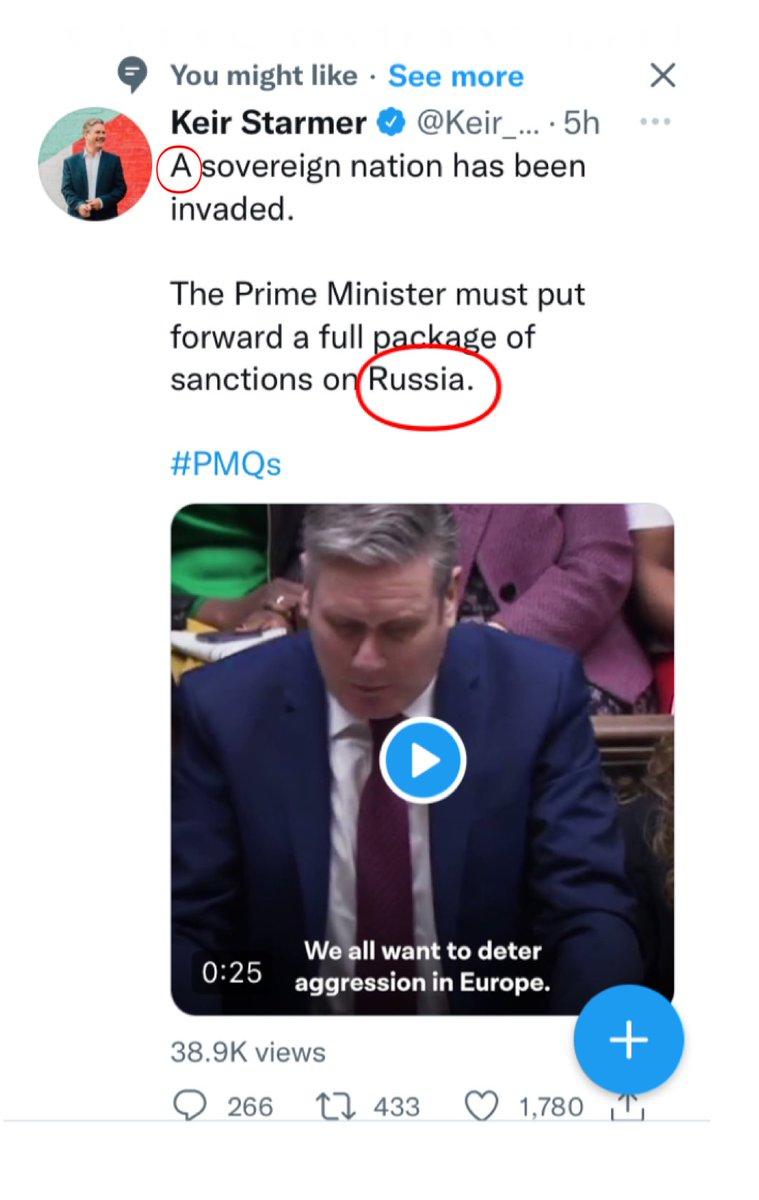 You might like · See more
Keir Starmer @Keir_... · 5h
A sovereign nation has been
invaded.
The Prime Minister must put
forward a full package of
sanctions on Russia.
#PMQs
We all want to deter
0:25 aggression in Europe.
38.9K views
266 433 1,780